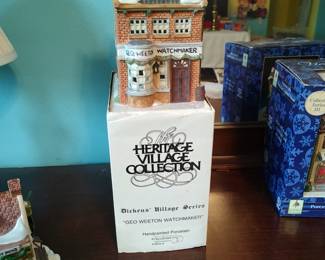 GEO WEETON WATCHMAKER
The
HERITAGE
VILLAGE
COLLECTION
Dickens' Village Series
"GEO WEETON WATCHMAKER"
Handpainted Porcelain